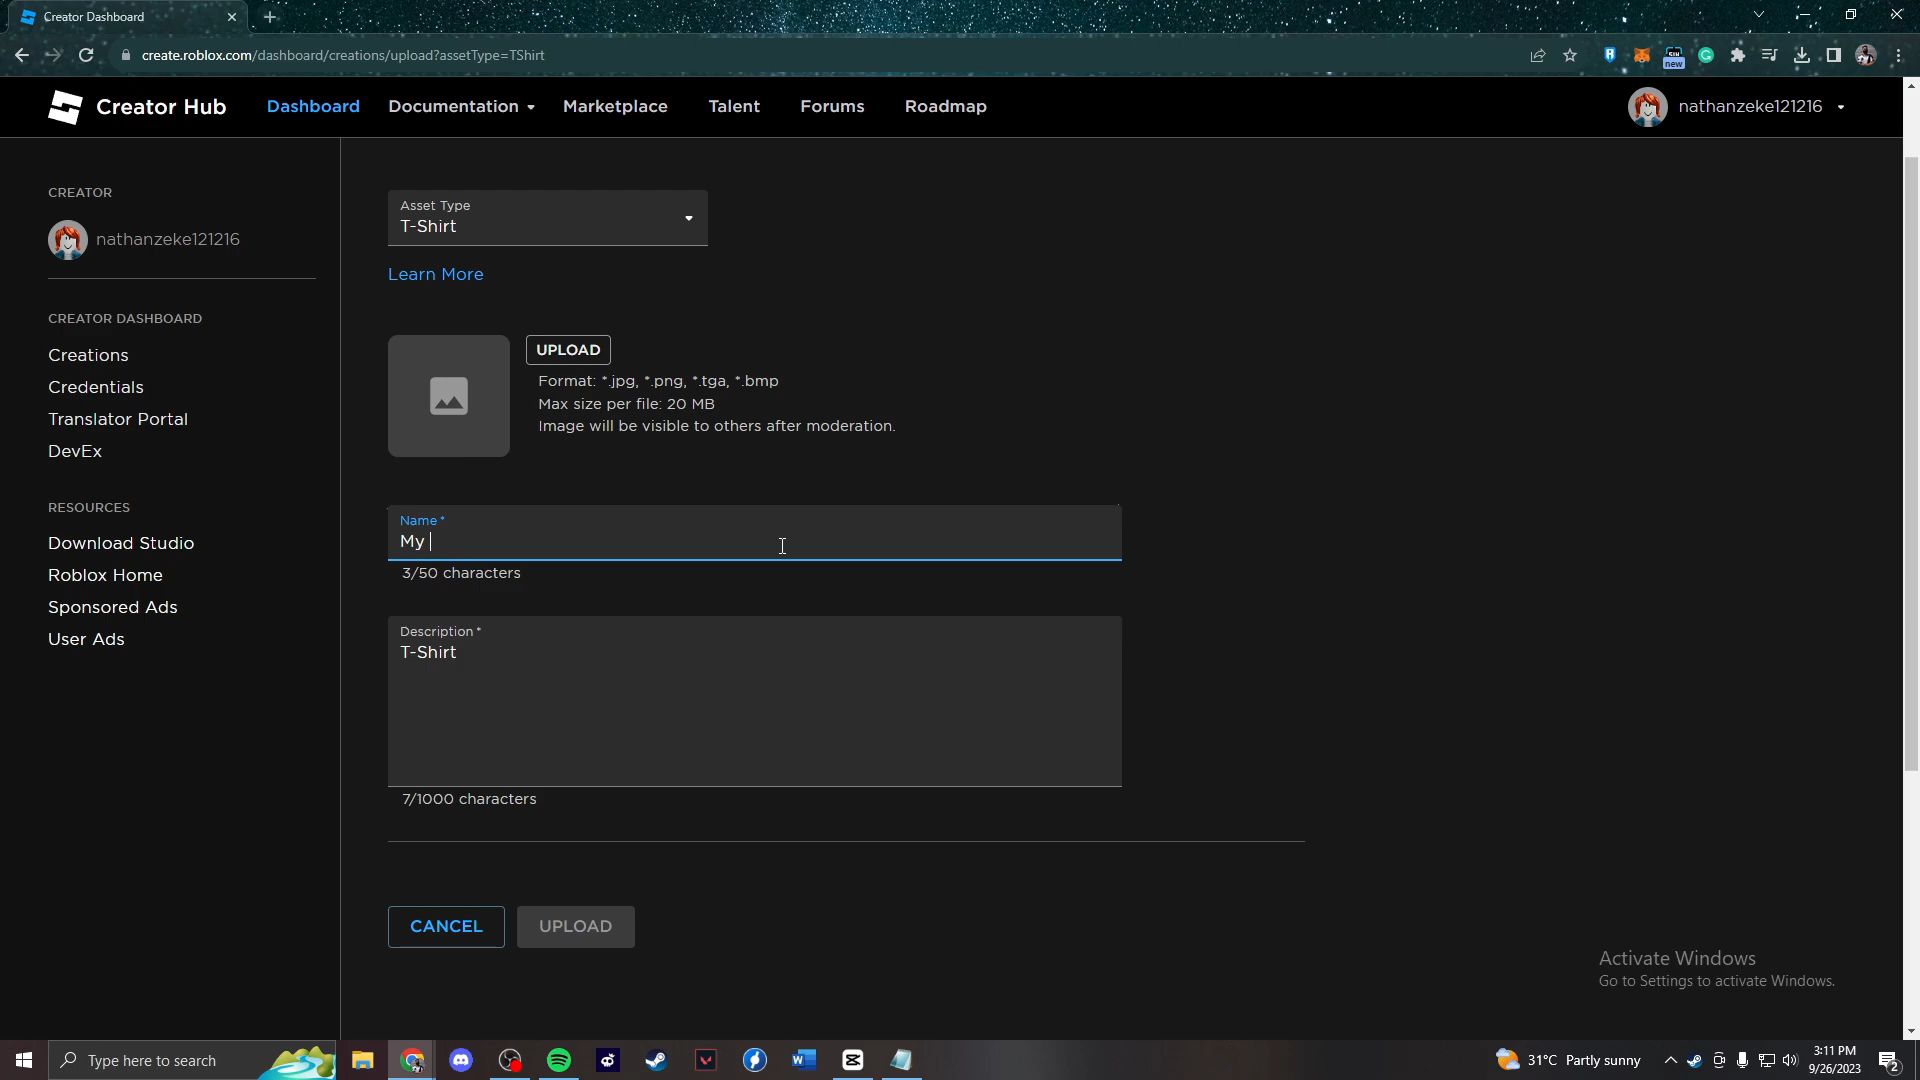 Creator Dashboard
create.roblox.com/dashboard/creations/upload?assetType=TShirt
new
Creator Hub
Dashboard
Documentation
Marketplace
Talent
Forums
Roadmap
nathanzeke121216
CREATOR
nathanzeke121216
CREATOR DASHBOARD
Creations
Credentials
Translator Portal
DevEx
RESOURCES
Download Studio
Roblox Home
Sponsored Ads
User Ads
Asset Type
T-Shirt
Learn More
UPLOAD
Format: *.jpg, *.png, *.tga, *.bmp
Max size per file: 20 MB
Image will be visible to others after moderation.
Name *
My
3/50 characters
Description *
T-Shirt
7/1000 characters
CANCEL
UPLOAD
Activate Windows
Go to Settings to activate Windows.
Type here to search
31°C Partly sunny
3:11 PM
9/26/2023
2